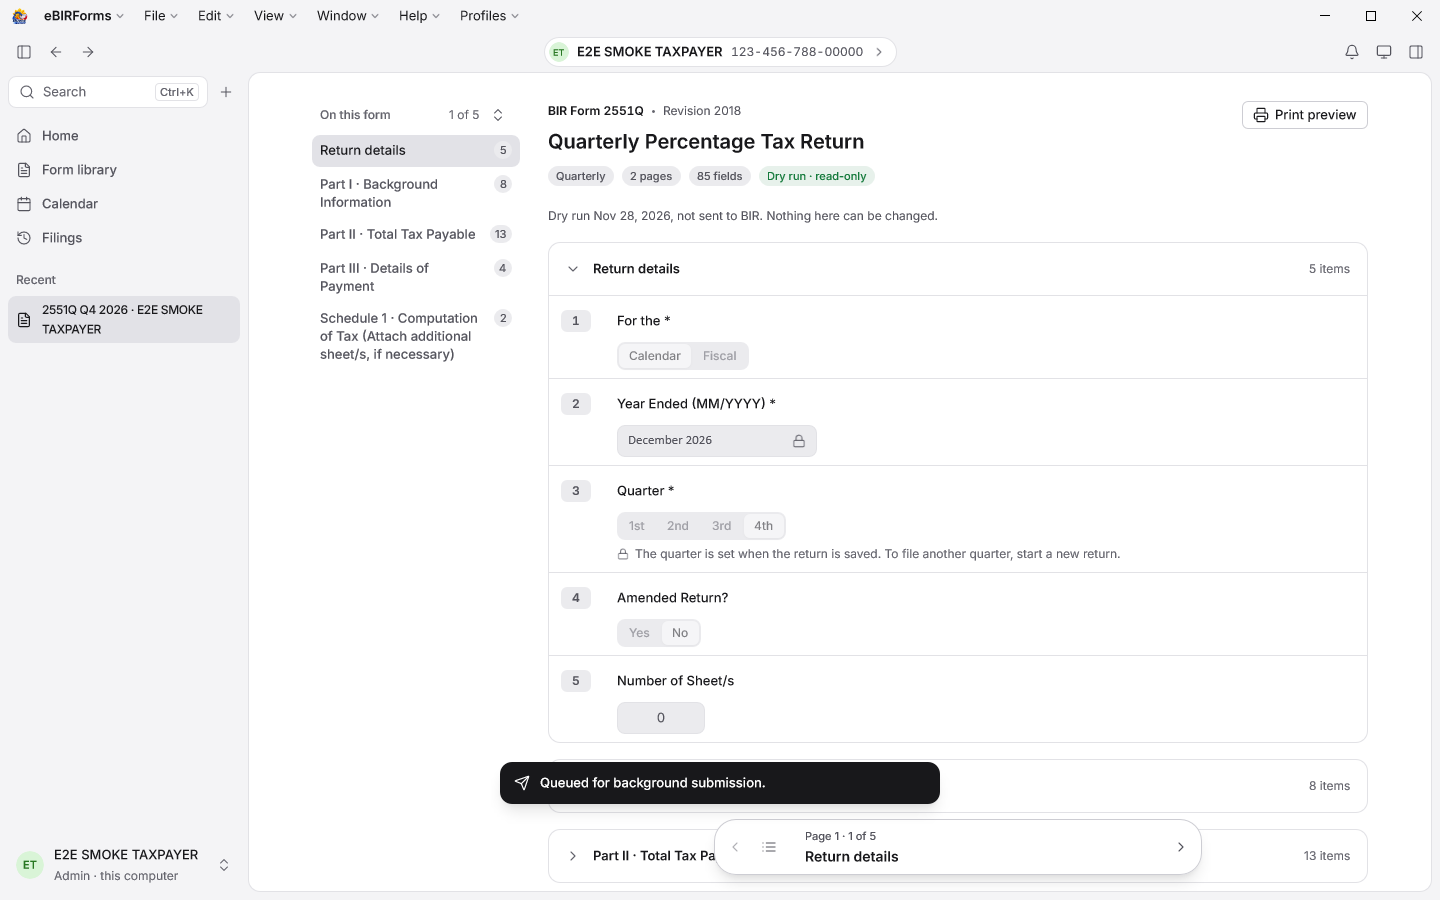 eBIRForms File Edit View Window Help Profiles
ET E2E SMOKE TAXPAYER 123-456-788-00000
Search Ctrl+K
Home
Form library
Calendar
Filings
Recent
2551Q Q4 2026 · E2E SMOKE
TAXPAYER
ET E2E SMOKE TAXPAYER
Admin · this computer
On this form 1 of 5
Return details 5
Part I · Background 8
Information
Part II · Total Tax Payable 13
Part III · Details of 4
Payment
Schedule 1 · Computation 2
of Tax (Attach additional
sheet/s, if necessary)
BIR Form 2551Q • Revision 2018
Print preview
Quarterly Percentage Tax Return
Quarterly 2 pages 85 fields Dry run · read-only
Dry run Nov 28, 2026, not sent to BIR. Nothing here can be changed.
Return details 5 items
1 For the *
Calendar Fiscal
2 Year Ended (MM/YYYY) *
December 2026
3 Quarter *
1st 2nd 3rd 4th
The quarter is set when the return is saved. To file another quarter, start a new return.
4 Amended Return?
Yes No
5 Number of Sheet/s
0
Queued for background submission.
8 items
Part II · Total Tax Pa
13 items
Page 1 · 1 of 5
Return details